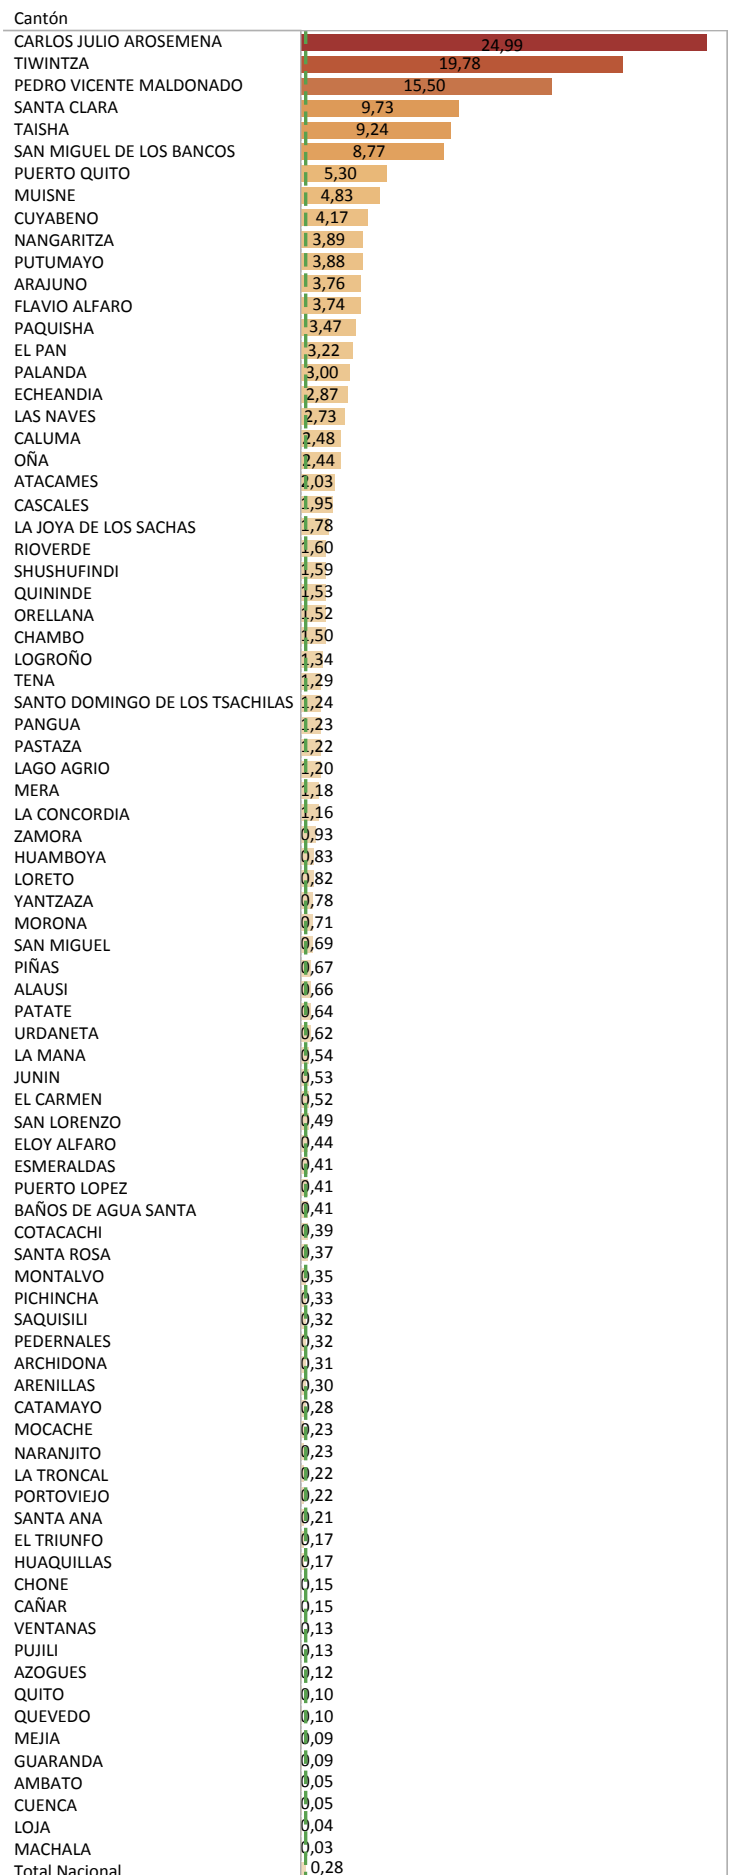 Cantón
CARLOS JULIO AROSEMENA 24,99
TIWINTZA 19,78
PEDRO VICENTE MALDONADO 15,50
SANTA CLARA 9,73
TAISHA 9,24
SAN MIGUEL DE LOS BANCOS 8,77
PUERTO QUITO 5,30
MUISNE 4,83
CUYABENO 4,17
NANGARITZA 3,89
PUTUMAYO 3,88
ARAJUNO 3,76
FLAVIO ALFARO 3,74
PAQUISHA 3,47
EL PAN 3,22
PALANDA 3,00
ECHEANDIA 2,87
LAS NAVES 2,73
CALUMA 2,48
OÑA 2,44
ATACAMES 2,03
CASCALES 1,95
LA JOYA DE LOS SACHAS 1,78
RIOVERDE 1,60
SHUSHUFINDI 1,59
QUININDE 1,53
ORELLANA 1,52
CHAMBO 1,50
LOGROÑO 1,34
TENA 1,29
SANTO DOMINGO DE LOS TSACHILAS 1,24
PANGUA 1,23
PASTAZA 1,22
LAGO AGRIO 1,20
MERA 1,18
LA CONCORDIA 1,16
ZAMORA 0,93
HUAMBOYA 0,83
LORETO 0,82
YANTZAZA 0,78
MORONA 0,71
SAN MIGUEL 0,69
PIÑAS 0,67
ALAUSI 0,66
PATATE 0,64
URDANETA 0,62
LA MANA 0,54
JUNIN 0,53
EL CARMEN 0,52
SAN LORENZO 0,49
ELOY ALFARO 0,44
ESMERALDAS 0,41
PUERTO LOPEZ 0,41
BAÑOS DE AGUA SANTA 0,41
COTACACHI 0,39
SANTA ROSA 0,37
MONTALVO 0,35
PICHINCHA 0,33
SAQUISILI 0,32
PEDERNALES 0,32
ARCHIDONA 0,31
ARENILLAS 0,30
CATAMAYO 0,28
MOCACHE 0,23
NARANJITO 0,23
LA TRONCAL 0,22
PORTOVIEJO 0,22
SANTA ANA 0,21
EL TRIUNFO 0,17
HUAQUILLAS 0,17
CHONE 0,15
CAÑAR 0,15
VENTANAS 0,13
PUJILI 0,13
AZOGUES 0,12
QUITO 0,10
QUEVEDO 0,10
MEJIA 0,09
GUARANDA 0,09
AMBATO 0,05
CUENCA 0,05
LOJA 0,04
MACHALA 0,03
Total Nacional 0,28